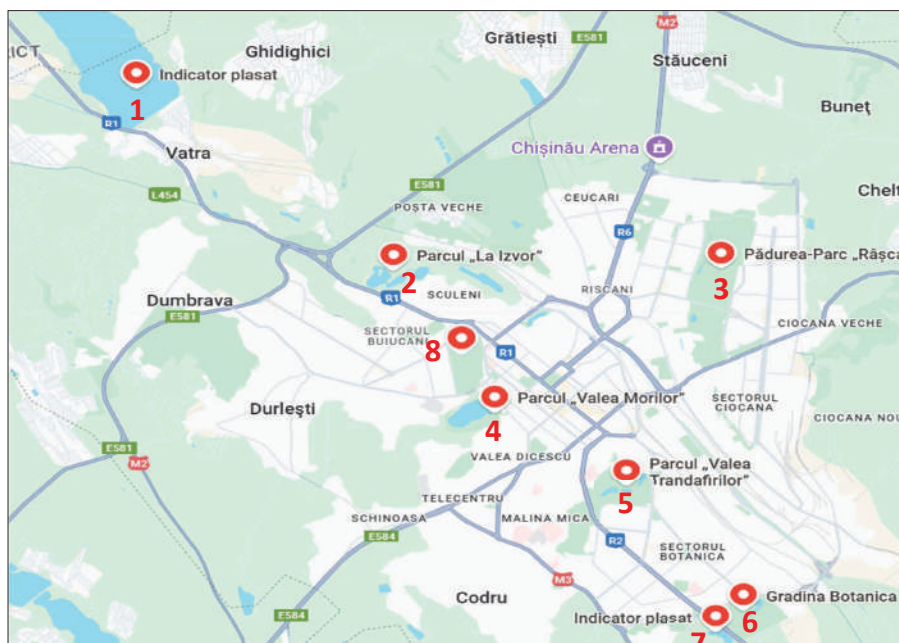 RICT
Ghidighici
Grătiești
E581
M2
Stăuceni
Indicator plasat
1
R1
Vatra
Buneț
Chișinău Arena
L454
E581
POȘTA VECHE
CEUCARI
Chelt
R6
Parcul „La Izvor”
2
Pădurea-Parc „Râșca
3
Dumbrava
E581
R1
SCULENI
RISCANI
SECTORUL
BUIUCANI
8
R1
CIOCANA VECHE
Durlești
Parcul „Valea Morilor”
4
SECTORUL
CIOCANA
CIOCANA NOU
E581
M2
VALEA DICESCU
Parcul „Valea
Trandafirilor”
5
TELECENTRU
SCHINOASA
MALINA MICA
E584
R2
SECTORUL
BOTANICA
M3
Codru
E584
Gradina Botanica
Indicator plasat
6
7